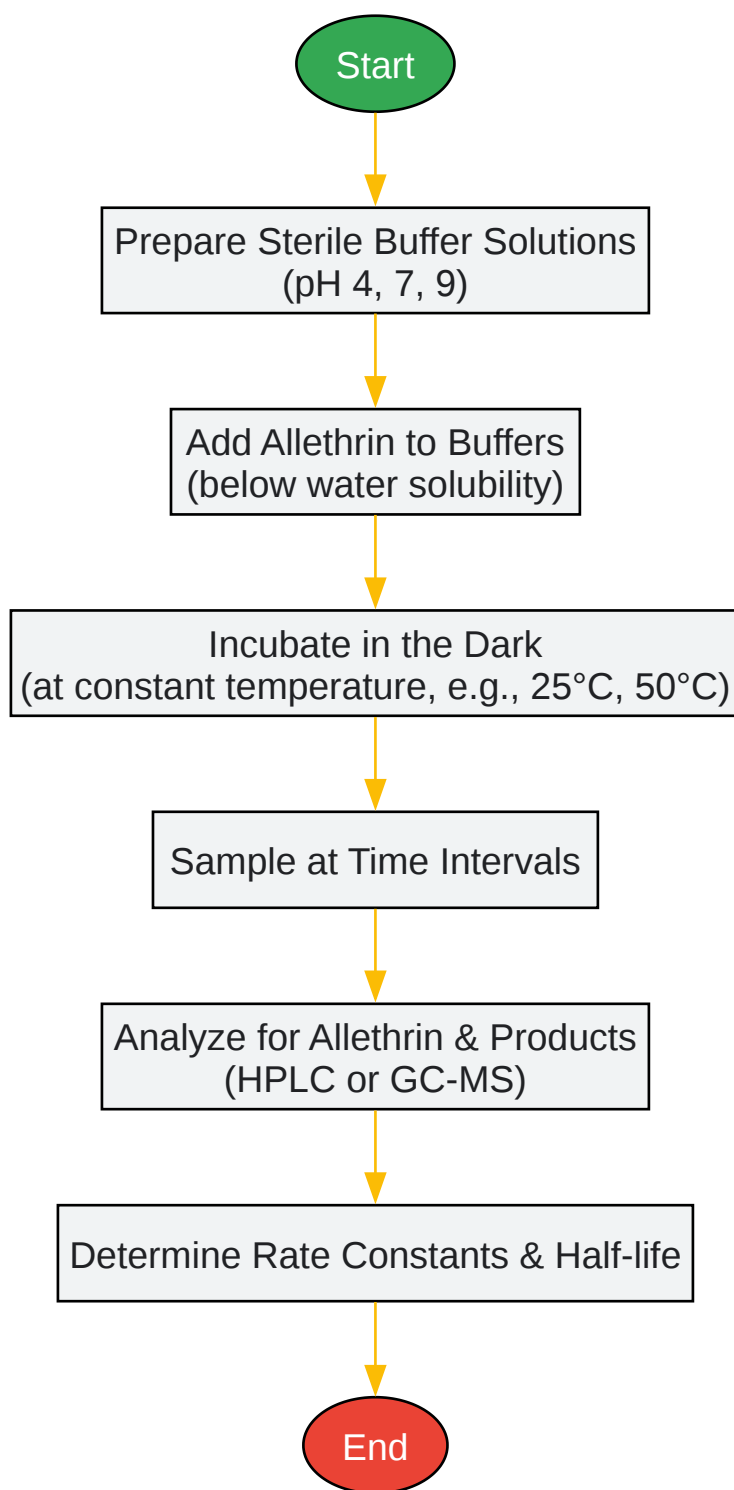 Start
Prepare Sterile Buffer Solutions
(pH 4, 7, 9)
Add Allethrin to Buffers
(below water solubility)
Incubate in the Dark
(at constant temperature, e.g., 25°C, 50°C)
Sample at Time Intervals
Analyze for Allethrin & Products
(HPLC or GC-MS)
Determine Rate Constants & Half-life
End